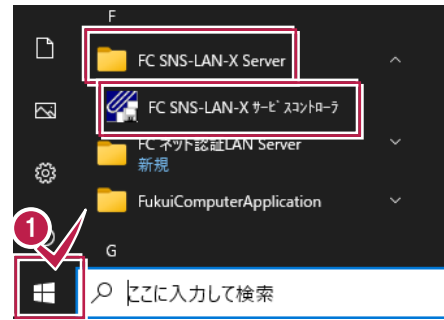 F
FC SNS-LAN-X Server
FC SNS-LAN-X ｻｰﾋﾞｽｺﾝﾄﾛｰﾗ
FC ネット認証LAN Server
新規
FukuiComputerApplication
G
1
ここに入力して検索